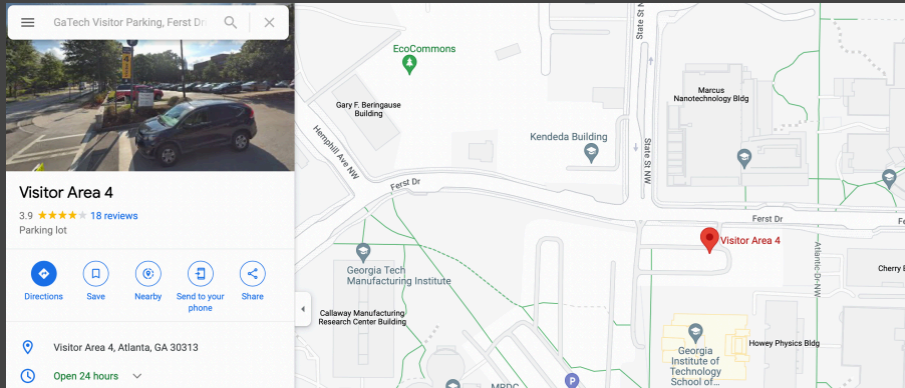 GaTech Visitor Parking, Ferst Dr
Visitor Area 4
3.9
18 reviews
Parking lot
Directions
Save
Nearby
Send to your
phone
Share
Visitor Area 4, Atlanta, GA 30313
Open 24 hours
State St N
EcoCommons
Gary F. Beringause
Building
Marcus
Nanotechnology Bldg
Kendeda Building
Hemphill Ave NW
State St NW
Ferst Dr
Ferst Dr
Fe
Visitor Area 4
Georgia Tech
Manufacturing Institute
Atlantic Dr NW
Cherry E
Callaway Manufacturing
Research Center Building
Howey Physics Bldg
Georgia
Institute of
Technology
School of...
MRDC
P